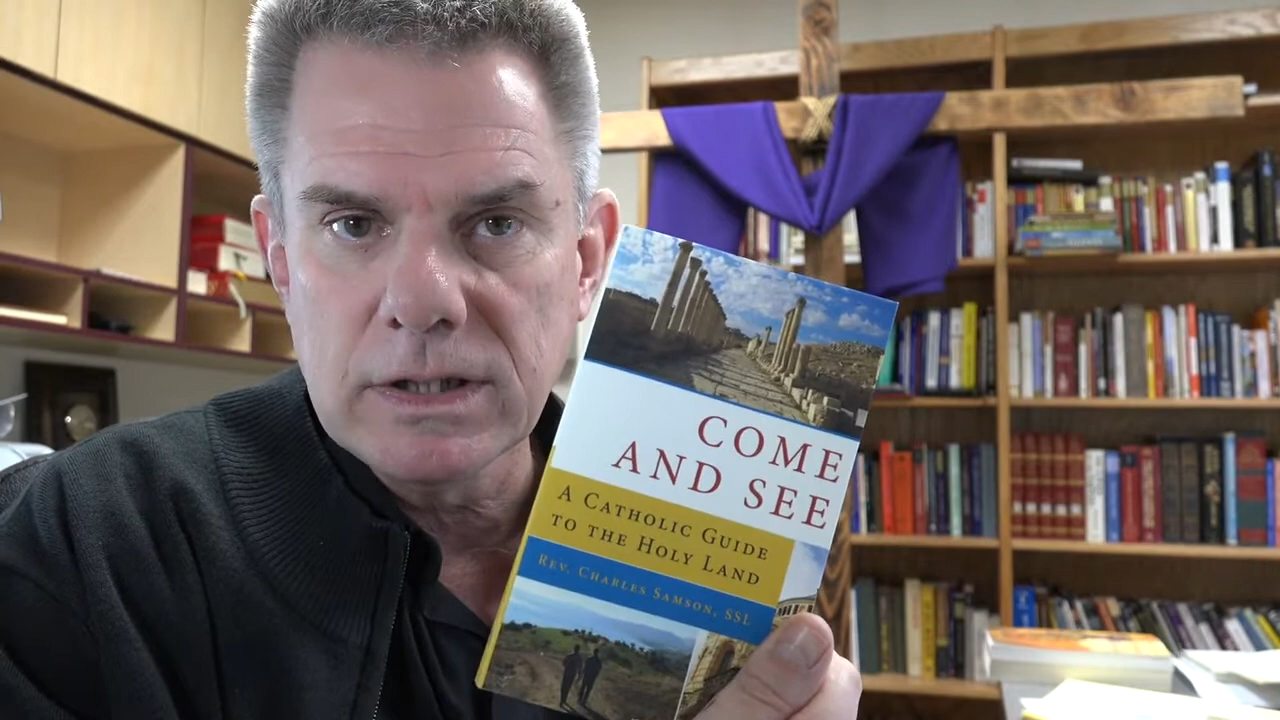 COME
AND SEE
A CATHOLIC GUIDE
TO THE HOLY LAND
REV. CHARLES SAMSON, SSL